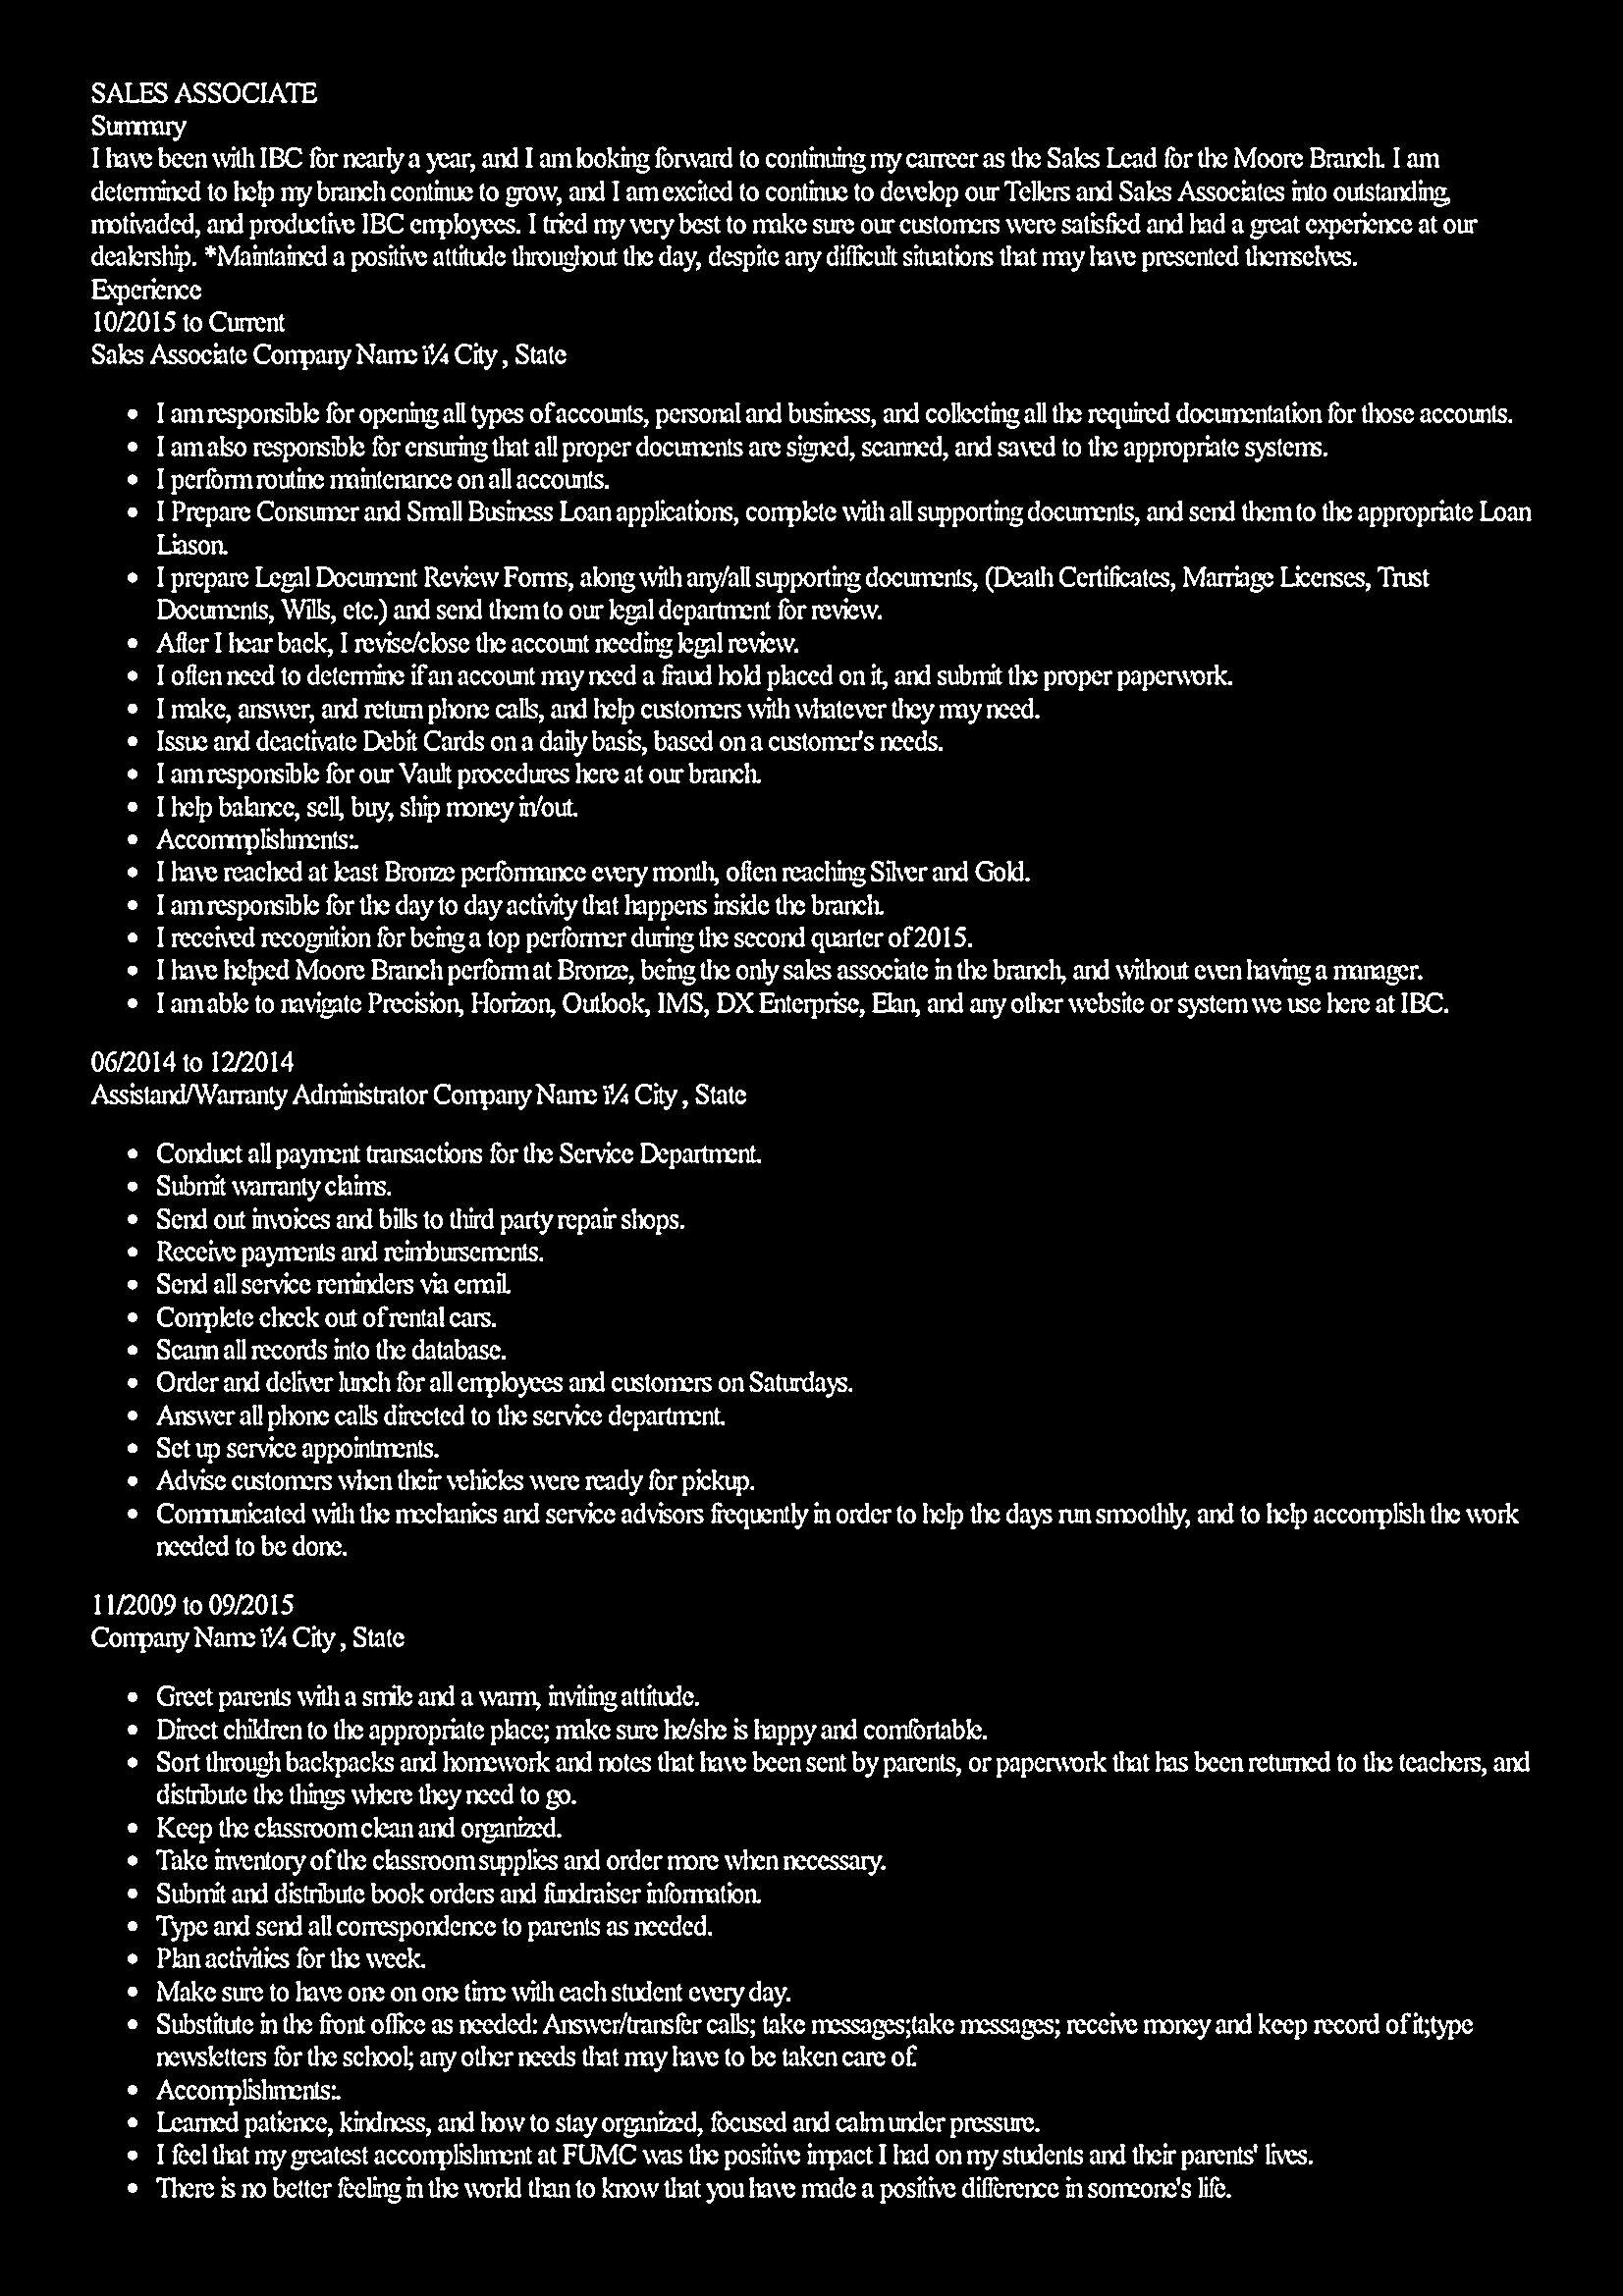 SALES ASSOCIATE
Summary
I have been with IBC for nearly a year, and I am looking forward to continuing my carreer as the Sales Lead for the Moore Branch. I am
determined to help my branch continue to grow, and I am excited to continue to develop our Tellers and Sales Associates into outstanding,
motivaded, and productive IBC employees. I tried my very best to make sure our customers were satisfied and had a great experience at our
dealership. *Maintained a positive attitude throughout the day, despite any difficult situations that may have presented themselves.
Experience
10/2015 to Current
Sales Associate Company Name ï¼ City , State
• I am responsible for opening all types of accounts, personal and business, and collecting all the required documentation for those accounts.
• I am also responsible for ensuring that all proper documents are signed, scanned, and saved to the appropriate systems.
• I perform routine maintenance on all accounts.
• I Prepare Consumer and Small Business Loan applications, complete with all supporting documents, and send them to the appropriate Loan
Liason.
• I prepare Legal Document Review Forms, along with any/all supporting documents, (Death Certificates, Marriage Licenses, Trust
Documents, Wills, etc.) and send them to our legal department for review.
• After I hear back, I revise/close the account needing legal review.
• I often need to determine if an account may need a fraud hold placed on it, and submit the proper paperwork.
• I make, answer, and return phone calls, and help customers with whatever they may need.
• Issue and deactivate Debit Cards on a daily basis, based on a customer's needs.
• I am responsible for our Vault procedures here at our branch.
• I help balance, sell, buy, ship money in/out.
• Accommplishments:.
• I have reached at least Bronze performance every month, often reaching Silver and Gold.
• I am responsible for the day to day activity that happens inside the branch.
• I received recognition for being a top performer during the second quarter of 2015.
• I have helped Moore Branch perform at Bronze, being the only sales associate in the branch, and without even having a manager.
• I am able to navigate Precision, Horizon, Outlook, IMS, DX Enterprise, Elan, and any other website or system we use here at IBC.
06/2014 to 12/2014
Assistand/Warranty Administrator Company Name ï¼ City , State
• Conduct all payment transactions for the Service Department.
• Submit warranty claims.
• Send out invoices and bills to third party repair shops.
• Receive payments and reimbursements.
• Send all service reminders via email.
• Complete check out of rental cars.
• Scann all records into the database.
• Order and deliver lunch for all employees and customers on Saturdays.
• Answer all phone calls directed to the service department.
• Set up service appointments.
• Advise customers when their vehicles were ready for pickup.
• Communicated with the mechanics and service advisors frequently in order to help the days run smoothly, and to help accomplish the work
needed to be done.
11/2009 to 09/2015
Company Name ï¼ City , State
• Greet parents with a smile and a warm, inviting attitude.
• Direct children to the appropriate place; make sure he/she is happy and comfortable.
• Sort through backpacks and homework and notes that have been sent by parents, or paperwork that has been returned to the teachers, and
distribute the things where they need to go.
• Keep the classroom clean and organized.
• Take inventory of the classroom supplies and order more when necessary.
• Submit and distribute book orders and fundraiser information.
• Type and send all correspondence to parents as needed.
• Plan activities for the week.
• Make sure to have one on one time with each student every day.
• Substitute in the front office as needed: Answer/transfer calls; take messages;take messages; receive money and keep record of it;type
newsletters for the school; any other needs that may have to be taken care of.
• Accomplishments:.
• Learned patience, kindness, and how to stay organized, focused and calm under pressure.
• I feel that my greatest accomplishment at FUMC was the positive impact I had on my students and their parents' lives.
• There is no better feeling in the world than to know that you have made a positive difference in someone's life.